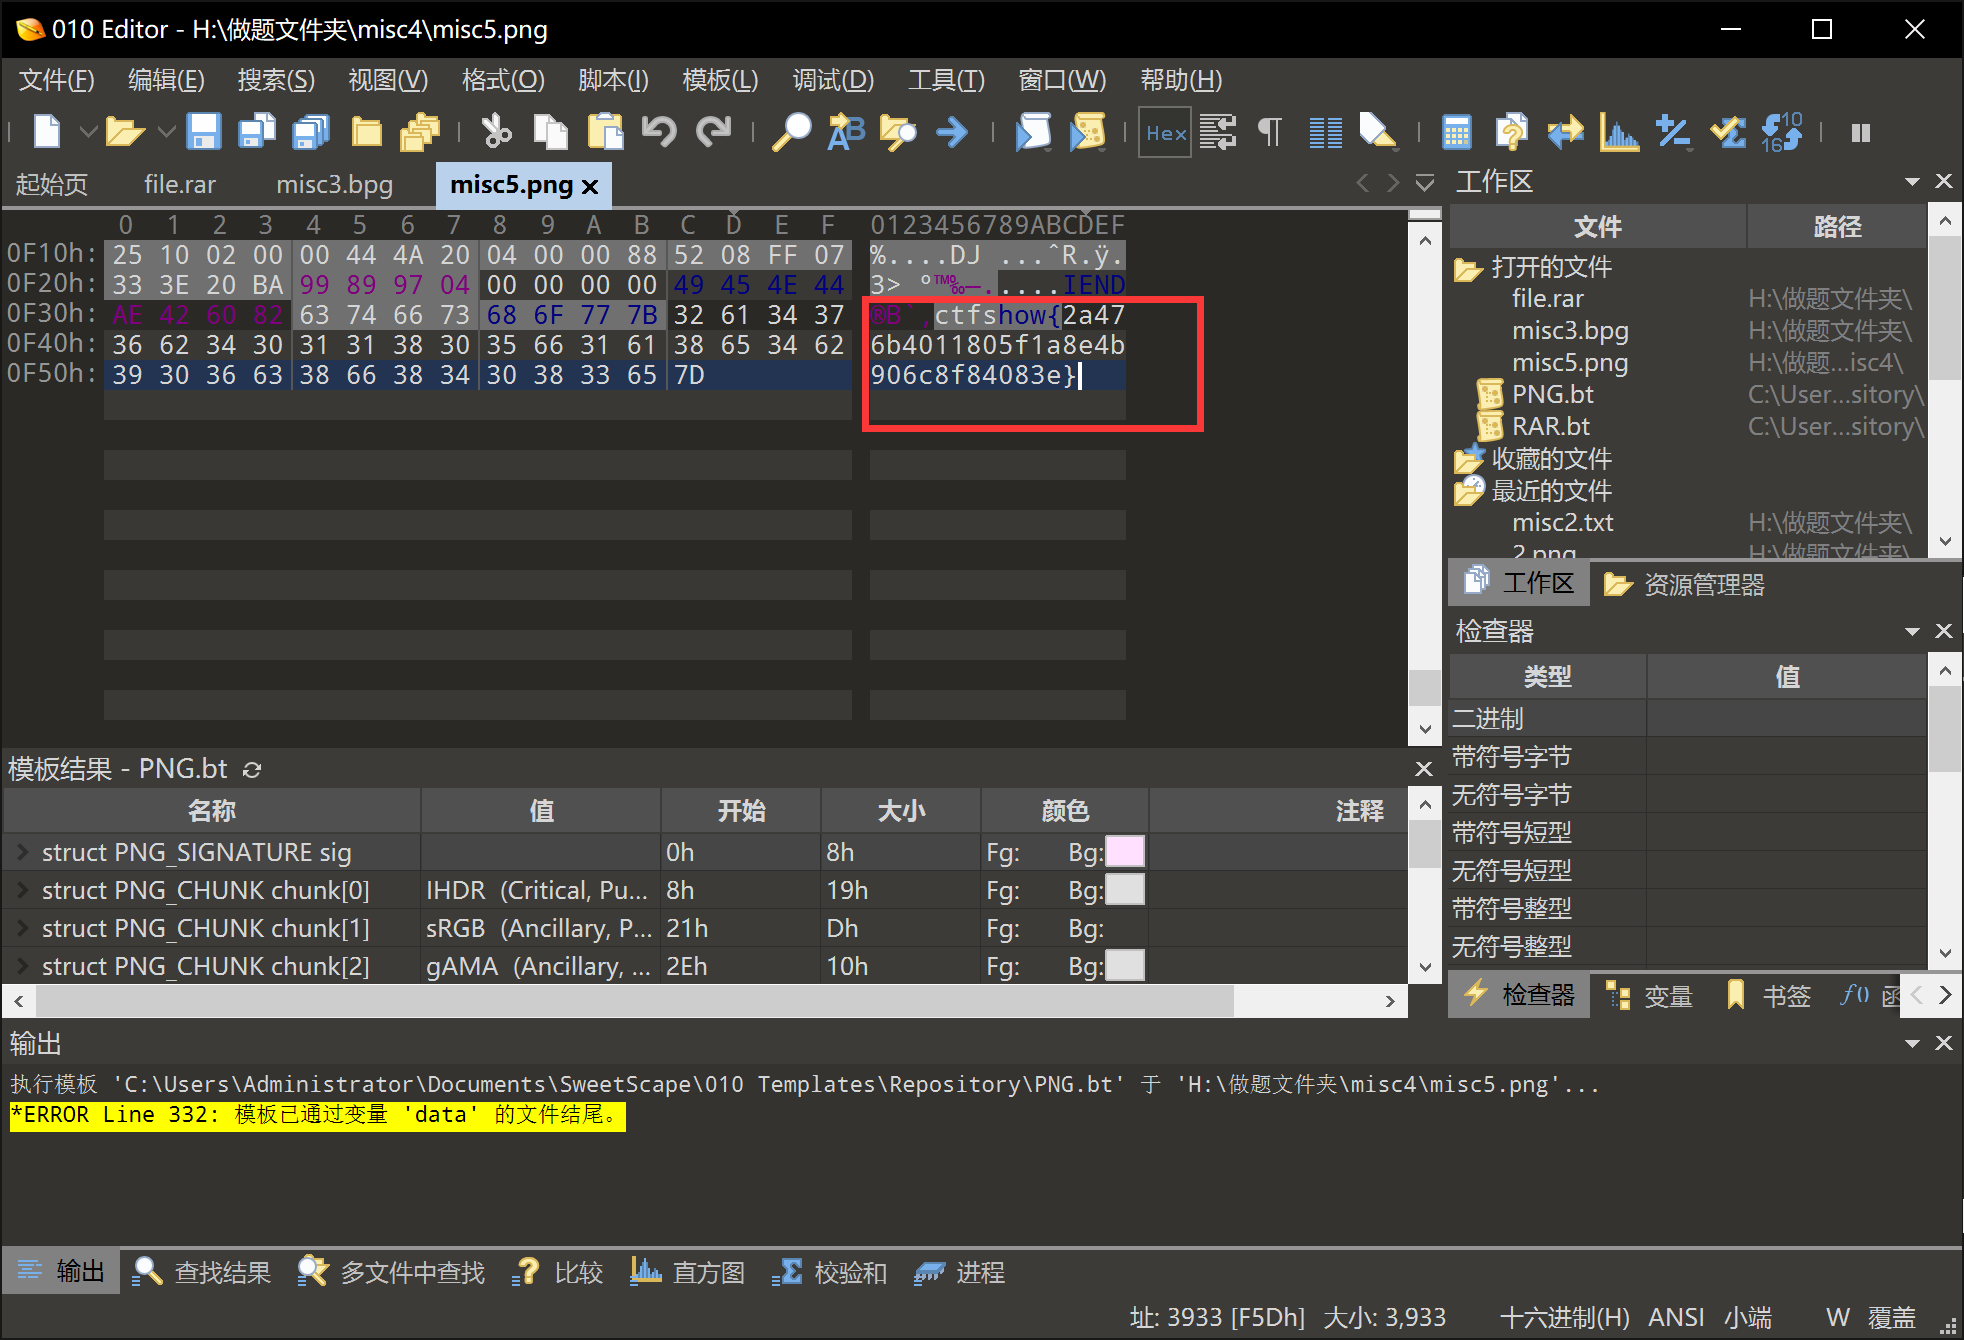 010 Editor - H:\做题文件夹\misc4\misc5.png
文件(F) 编辑(E) 搜索(S) 视图(V) 格式(O) 脚本(I) 模板(L) 调试(D) 工具(T) 窗口(W) 帮助(H)
Hex
起始页 file.rar misc3.bpg misc5.png
0 1 2 3 4 5 6 7 8 9 A B C D E F 0123456789ABCDEF
0F10h: 25 10 02 00 00 44 4A 20 04 00 00 88 52 08 FF 07 %....DJ ...ˆR.ÿ.
0F20h: 33 3E 20 BA 99 89 97 04 00 00 00 00 49 45 4E 44 3> º™‰—.....IEND
0F30h: AE 42 60 82 63 74 66 73 68 6F 77 7B 32 61 34 37 ®B`‚ctfshow{2a47
0F40h: 36 62 34 30 31 31 38 30 35 66 31 61 38 65 34 62 6b4011805f1a8e4b
0F50h: 39 30 36 63 38 66 38 34 30 38 33 65 7D 906c8f84083e}
工作区
文件 路径
打开的文件
file.rar H:\做题文件夹\
misc3.bpg H:\做题文件夹\
misc5.png H:\做题...isc4\
PNG.bt C:\User...sitory\
RAR.bt C:\User...sitory\
收藏的文件
最近的文件
misc2.txt H:\做题文件夹\
2.png H:\做题文件夹\
工作区 资源管理器
检查器
类型 值
二进制
带符号字节
无符号字节
带符号短型
无符号短型
带符号整型
无符号整型
检查器 变量 书签 f() 函
模板结果 - PNG.bt
名称 值 开始 大小 颜色 注释
struct PNG_SIGNATURE sig 0h 8h Fg: Bg:
struct PNG_CHUNK chunk[0] IHDR (Critical, Pu... 8h 19h Fg: Bg:
struct PNG_CHUNK chunk[1] sRGB (Ancillary, P... 21h Dh Fg: Bg:
struct PNG_CHUNK chunk[2] gAMA (Ancillary, ... 2Eh 10h Fg: Bg:
输出
执行模板 'C:\Users\Administrator\Documents\SweetScape\010 Templates\Repository\PNG.bt' 于 'H:\做题文件夹\misc4\misc5.png'...
*ERROR Line 332: 模板已通过变量 'data' 的文件结尾。
输出 查找结果 多文件中查找 比较 直方图 校验和 进程
址: 3933 [F5Dh] 大小: 3,933 十六进制(H) ANSI 小端 W 覆盖